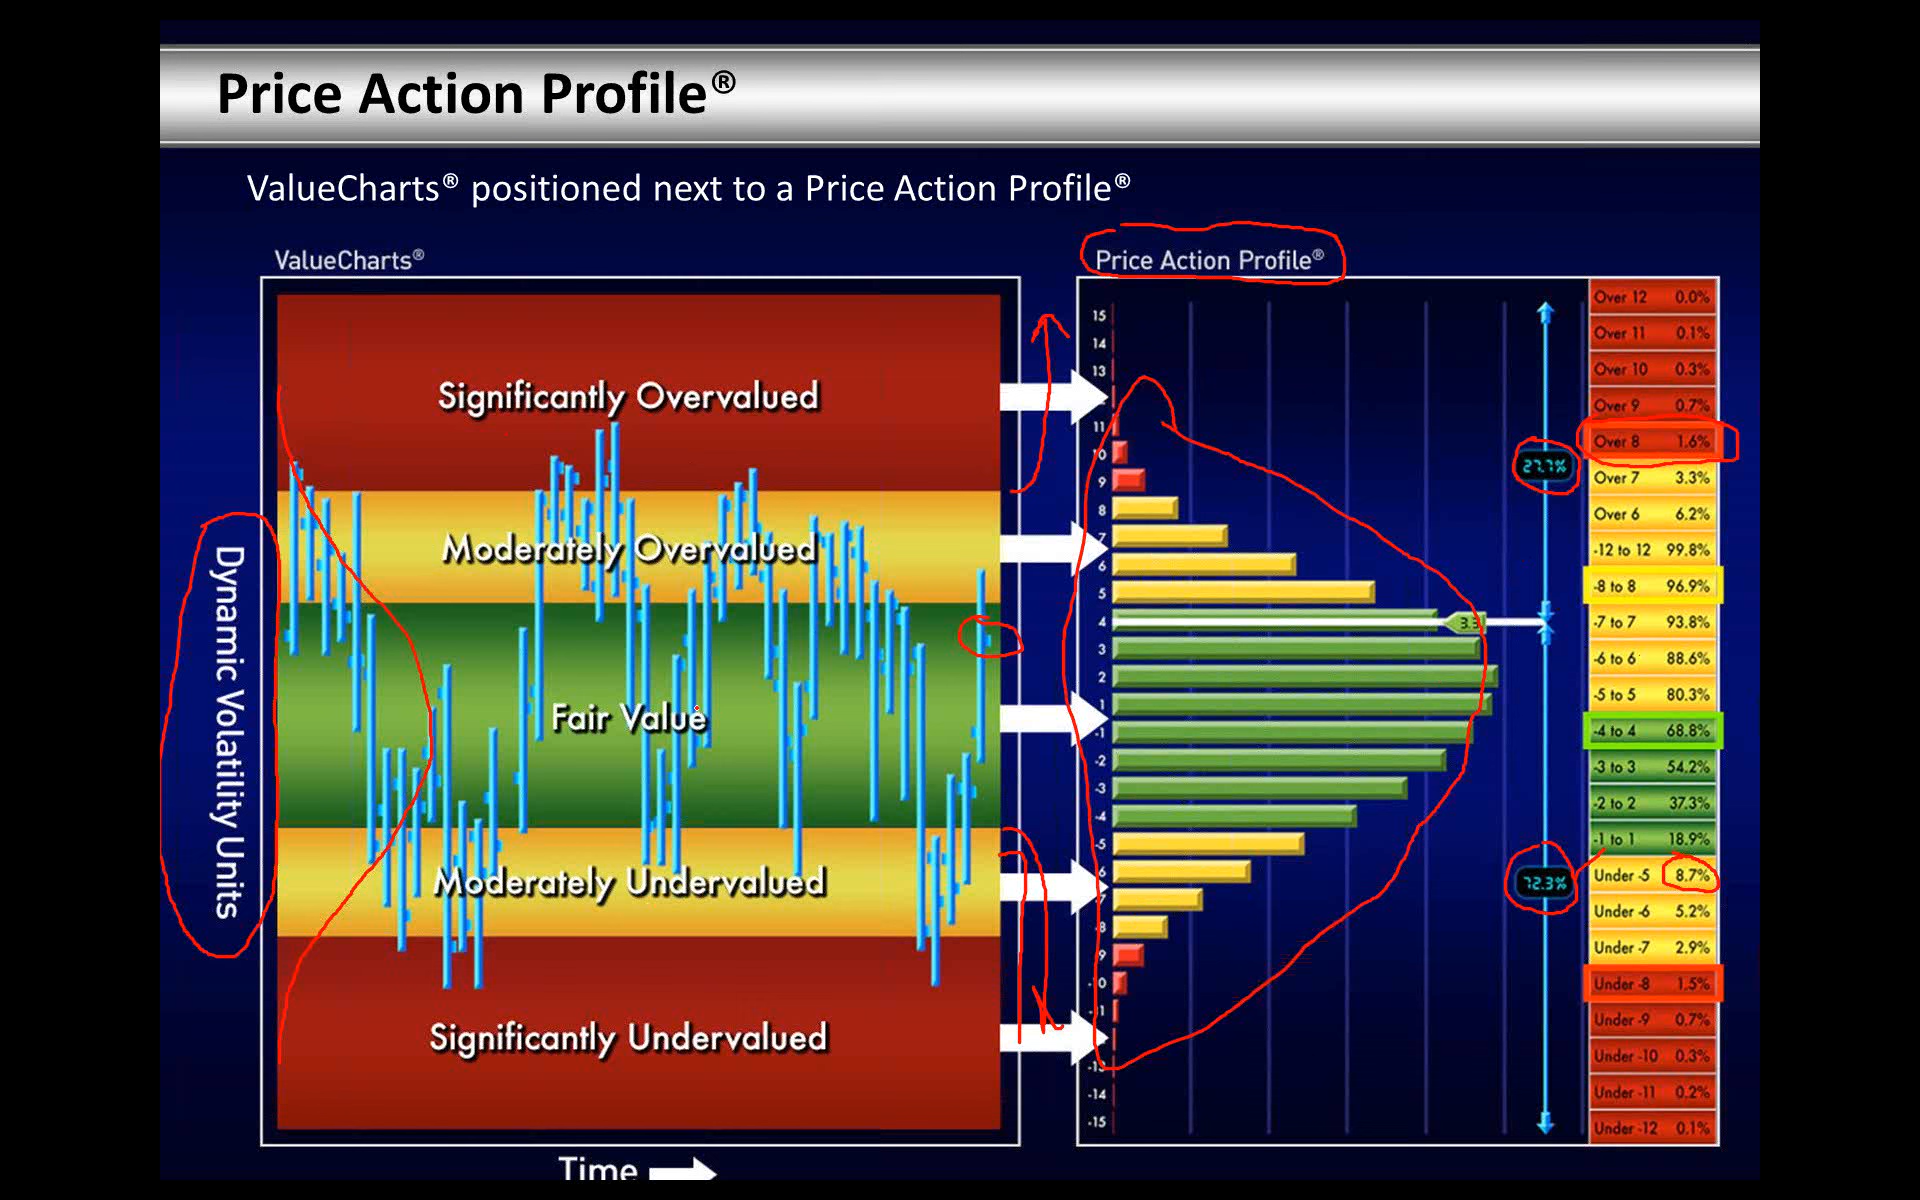 Price Action Profile®
ValueCharts® positioned next to a Price Action Profile®
ValueCharts®
Dynamic Volatility Units
Significantly Overvalued
Moderately Overvalued
Fair Value
Moderately Undervalued
Significantly Undervalued
Time
Price Action Profile®
15
14
13
11
10
9
8
7
6
5
4
3.3
3
2
1
-1
-2
-3
-4
-5
6
7
-8
9
-10
-11
-13
-14
-15
27.7%
72.3%
Over 12 0.0%
Over 11 0.1%
Over 10 0.3%
Over 9 0.7%
Over 8 1.6%
Over 7 3.3%
Over 6 6.2%
-12 to 12 99.8%
-8 to 8 96.9%
-7 to 7 93.8%
-6 to 6 88.6%
-5 to 5 80.3%
-4 to 4 68.8%
-3 to 3 54.2%
-2 to 2 37.3%
-1 to 1 18.9%
Under -5 8.7%
Under -6 5.2%
Under -7 2.9%
Under -8 1.5%
Under -9 0.7%
Under -10 0.3%
Under -11 0.2%
Under -12 0.1%